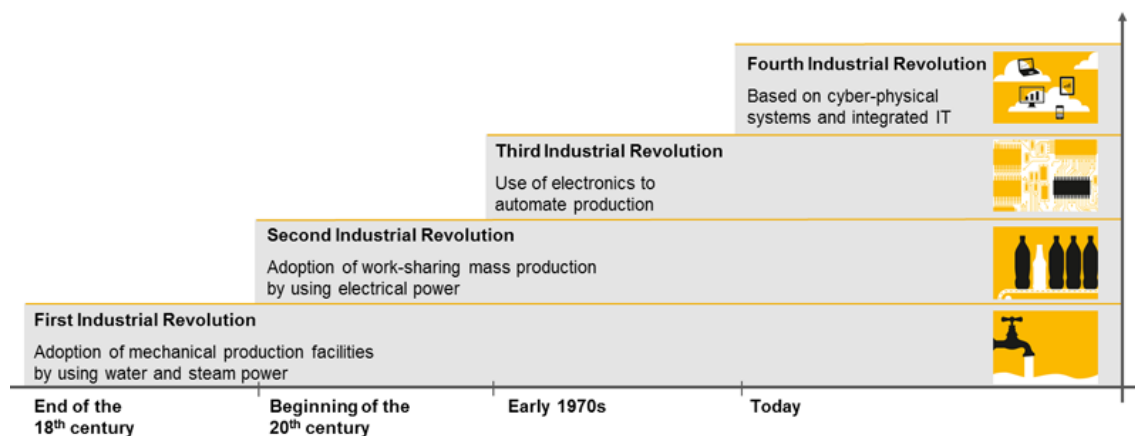 Fourth Industrial Revolution
Based on cyber-physical
systems and integrated IT
Third Industrial Revolution
Use of electronics to
automate production
Second Industrial Revolution
Adoption of work-sharing mass production
by using electrical power
First Industrial Revolution
Adoption of mechanical production facilities
by using water and steam power
End of the
18th century
Beginning of the
20th century
Early 1970s
Today